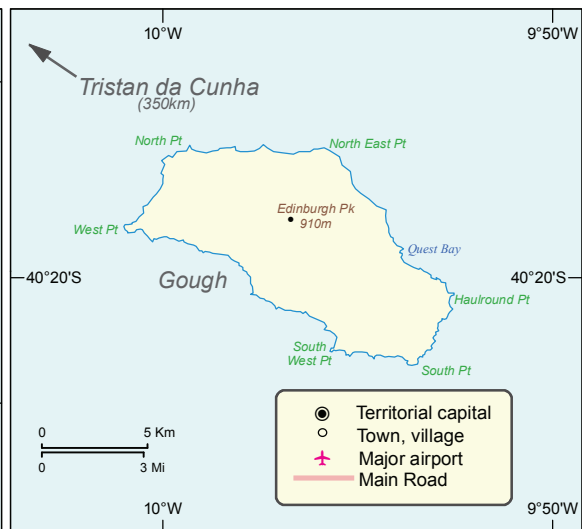 10°W
9°50'W
Tristan da Cunha
(350km)
North Pt
North East Pt
Edinburgh Pk
910m
West Pt
Quest Bay
40°20'S
Gough
40°20'S
Haulround Pt
South
West Pt
South Pt
0
5 Km
0
3 Mi
Territorial capital
Town, village
Major airport
Main Road
10°W
9°50'W